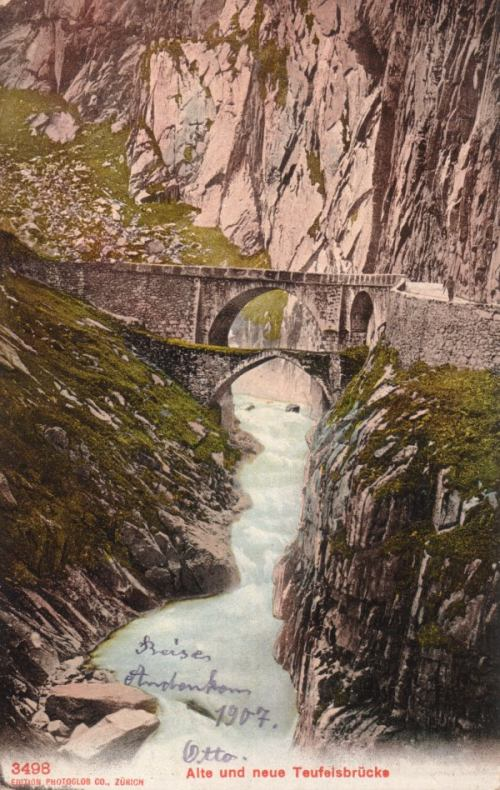 Reise
Andenken
1907.
Otto.
3498
Alte und neue Teufelsbrücke
EDITION PHOTOGLOB CO., ZÜRICH